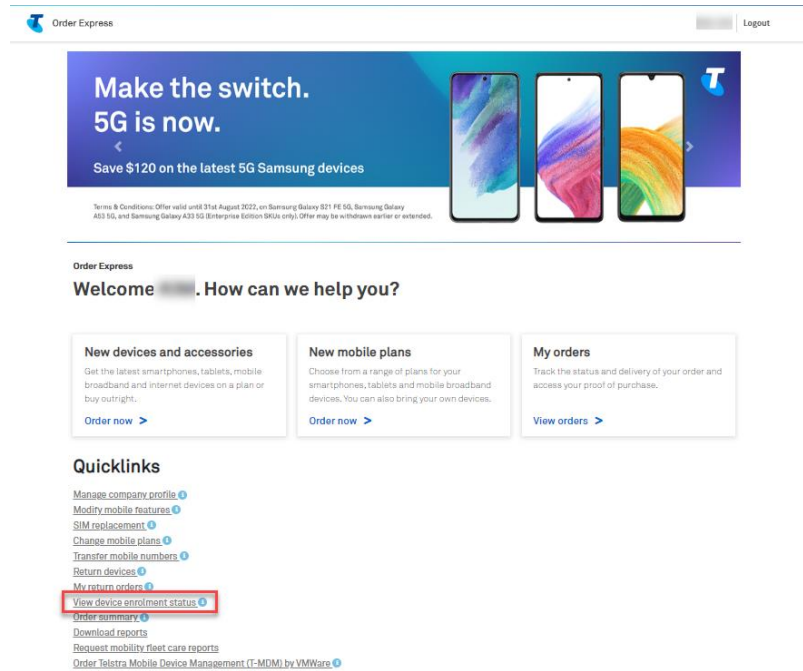 Order Express
Logout
Make the switch.
5G is now.
Save $120 on the latest 5G Samsung devices
Terms & Conditions: Offer valid until 31st August 2022, on Samsung Galaxy S21 FE 5G, Samsung Galaxy
A53 5G, and Samsung Galaxy A33 5G (Enterprise Edition SKUs only). Offer may be withdrawn earlier or extended.
Order Express
Welcome . How can we help you?
New devices and accessories
Get the latest smartphones, tablets, mobile
broadband and internet devices on a plan or
buy outright.
Order now >
New mobile plans
Choose from a range of plans for your
smartphones, tablets and mobile broadband
devices. You can also bring your own devices.
Order now >
My orders
Track the status and delivery of your order and
access your proof of purchase.
View orders >
Quicklinks
Manage company profile
Modify mobile features
SIM replacement
Change mobile plans
Transfer mobile numbers
Return devices
My return orders
View device enrolment status
Order summary
Download reports
Request mobility fleet care reports
Order Telstra Mobile Device Management (T-MDM) by VMWare